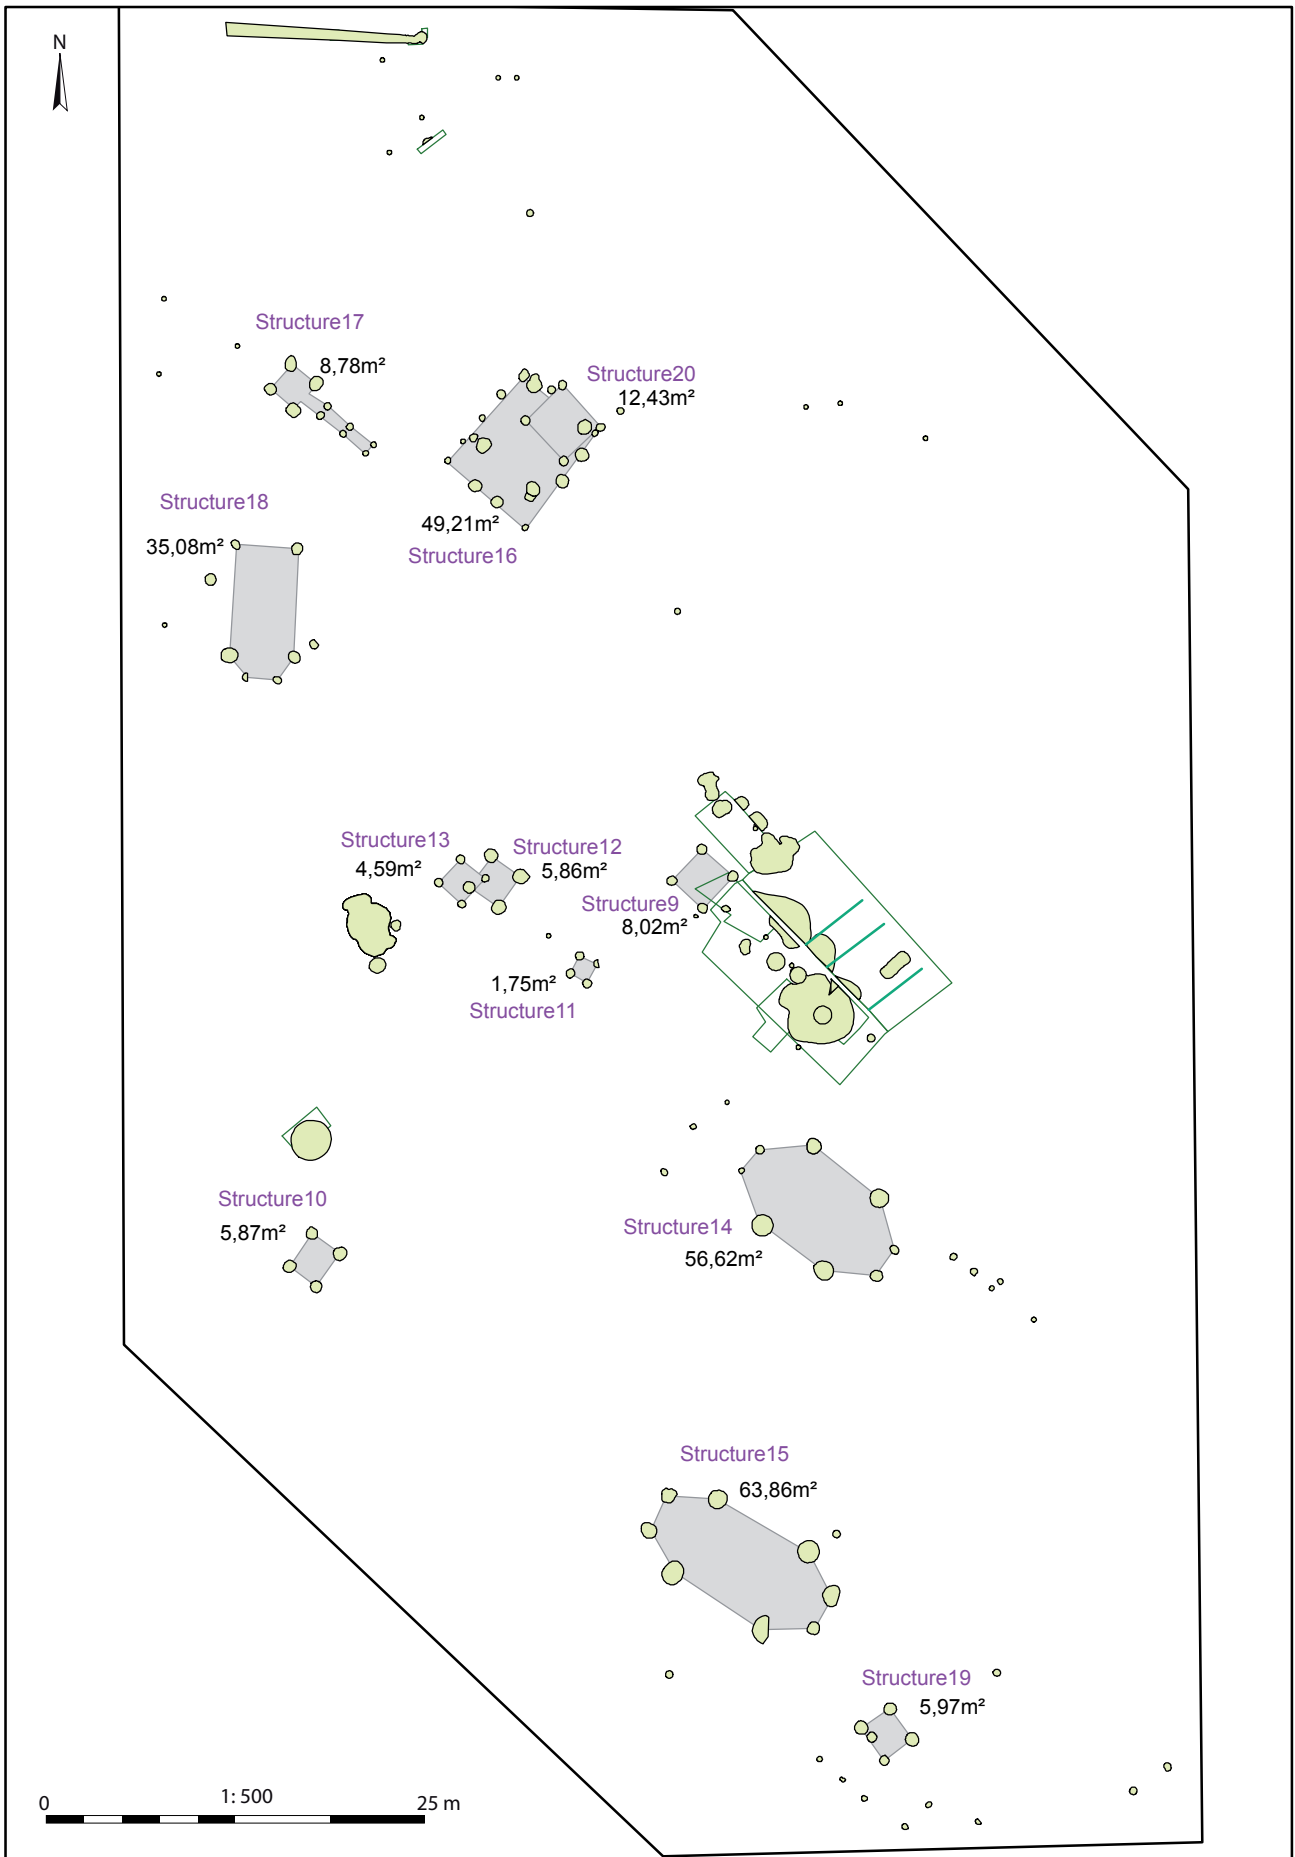 N
Structure17
8,78m²
Structure20
12,43m²
Structure18
35,08m²
49,21m²
Structure16
Structure13
4,59m²
Structure12
5,86m²
Structure9
8,02m²
1,75m²
Structure11
Structure10
5,87m²
Structure14
56,62m²
Structure15
63,86m²
Structure19
5,97m²
0 1: 500 25 m